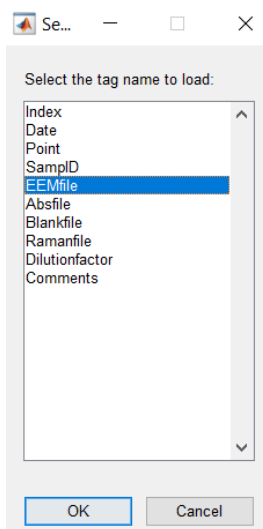 Se...
Select the tag name to load:
Index
Date
Point
SampID
EEMfile
Absfile
Blankfile
Ramanfile
Dilutionfactor
Comments
OK Cancel